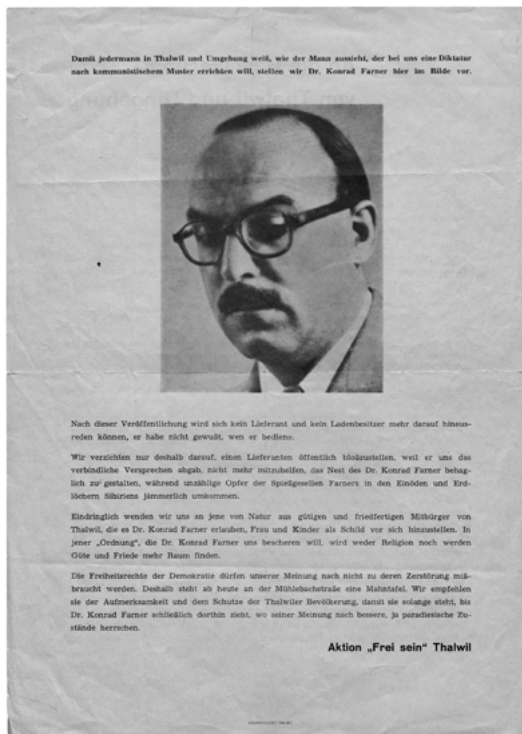 Damit jedermann in Thalwil und Umgebung weiß, wie der Mann aussieht, der bei uns eine Diktatur
nach kommunistischem Muster errichten will, stellen wir Dr. Konrad Farner hier im Bilde vor.
Nach dieser Veröffentlichung wird sich kein Lieferant und kein Ladenbesitzer mehr darauf hinaus-
reden können, er habe nicht gewußt, wen er bediene.
Wir verzichten nur deshalb darauf, einen Lieferanten öffentlich bloßzustellen, weil er uns das
verbindliche Versprechen abgab, nicht mehr mitzuhelfen, das Nest des Dr. Konrad Farner behag-
lich zu gestalten, während unzählige Opfer der Spießgesellen Farners in den Einöden und Erd-
löchern Sibiriens jämmerlich umkommen.
Eindringlich wenden wir uns an jene von Natur aus gütigen und friedfertigen Mitbürger von
Thalwil, die es Dr. Konrad Farner erlauben, Frau und Kinder als Schild vor sich hinzustellen. In
jener „Ordnung", die Dr. Konrad Farner uns bescheren will, wird weder Religion noch werden
Güte und Friede mehr Raum finden.
Die Freiheitsrechte der Demokratie dürfen unserer Meinung nach nicht zu deren Zerstörung miß-
braucht werden. Deshalb steht ab heute an der Mühlebachstraße eine Mahntafel. Wir empfehlen
sie der Aufmerksamkeit und dem Schutze der Thalwiler Bevölkerung, damit sie solange steht, bis
Dr. Konrad Farner schließlich dorthin zieht, wo seiner Meinung nach bessere, ja paradiesische Zu-
stände herrschen.
Aktion „Frei sein" Thalwil